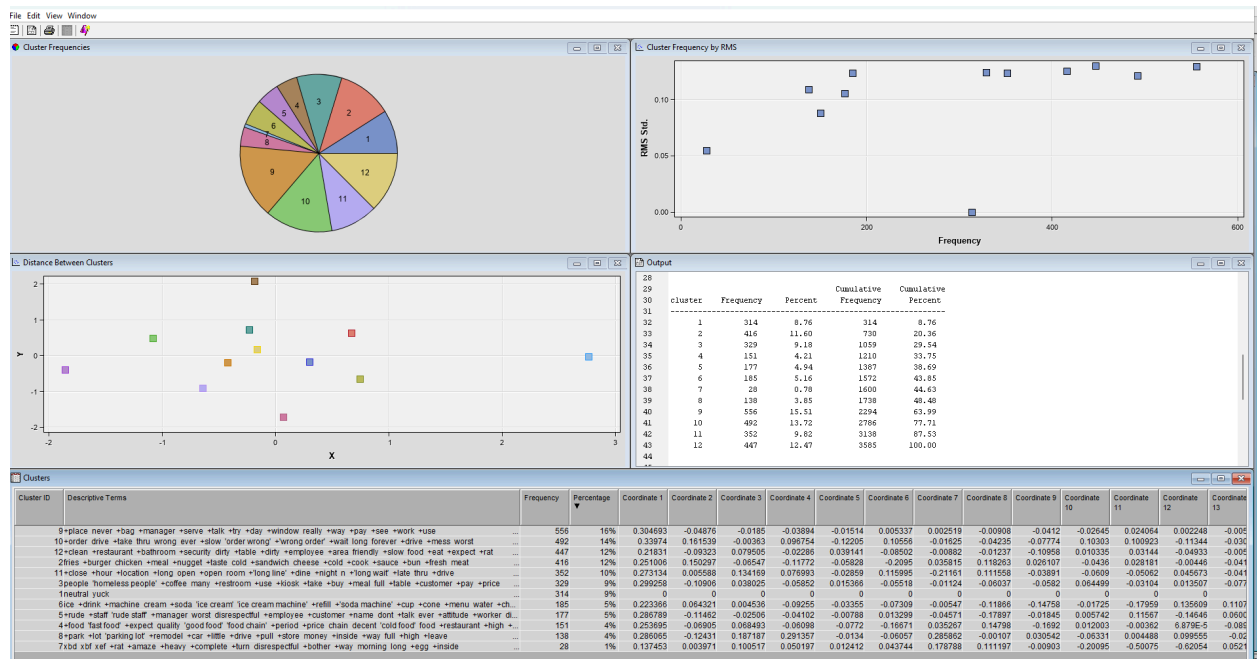 File Edit View Window
Cluster Frequencies
1
2
3
4
5
6
7
8
9
10
11
12
Cluster Frequency by RMS
RMS Std.
0.10
0.05
0.00
0 200 400 600
Frequency
Distance Between Clusters
Y
2
1
0
-1
-2
-2 -1 0 1 2 3
X
Output
28
29 Cumulative Cumulative
30 cluster Frequency Percent Frequency Percent
31
32 1 314 8.76 314 8.76
33 2 416 11.60 730 20.36
34 3 329 9.18 1059 29.54
35 4 151 4.21 1210 33.75
36 5 177 4.94 1387 38.69
37 6 185 5.16 1572 43.85
38 7 28 0.78 1600 44.63
39 8 138 3.85 1738 48.48
40 9 556 15.51 2294 63.99
41 10 492 13.72 2786 77.71
42 11 352 9.82 3138 87.53
43 12 447 12.47 3585 100.00
44
Clusters
Cluster ID Descriptive Terms Frequency Percentage Coordinate 1 Coordinate 2 Coordinate 3 Coordinate 4 Coordinate 5 Coordinate 6 Coordinate 7 Coordinate 8 Coordinate 9 Coordinate 10 Coordinate 11 Coordinate 12 Coordinate 13
9 +place never +bag +manager +serve +talk +try +day +window really +way +pay +see +work +use ... 556 16% 0.304693 -0.04876 -0.0185 -0.03894 -0.01514 0.005337 0.002519 -0.00908 -0.0412 -0.02645 0.024064 0.002248 -0.005
10 +order drive +take thru wrong ever +slow 'order wrong' +'wrong order' +wait long forever +drive +mess worst ... 492 14% 0.33974 0.161539 -0.00363 0.099754 -0.12205 0.10556 -0.01625 -0.04235 -0.07774 0.10303 0.100923 -0.11344 -0.030
12 +clean +restaurant +bathroom +security dirty +table +dirty +employee +area friendly +slow food +eat +expect +rat ... 447 12% 0.21831 -0.09323 0.079505 -0.02286 0.039141 -0.08502 -0.00882 -0.01237 -0.10958 0.010335 0.03144 -0.04933 -0.005
2 fries +burger chicken +meal +nugget +taste cold +sandwich cheese +cold +cook +sauce +bun +fresh meat ... 416 12% 0.251006 0.150297 -0.06547 -0.11772 -0.05828 -0.2095 0.035815 0.118263 0.026107 -0.0436 0.028181 -0.00446 -0.041
11 +close +hour +location +long open +open room +'long line' +dine +night n +'long wait' +late thru +drive ... 352 10% 0.273134 0.005588 0.134169 0.076993 -0.02859 0.115995 -0.21161 0.11558 -0.03891 -0.0609 -0.05062 0.045673 -0.041
3 people 'homeless people' +coffee many +restroom +use +kiosk +take +buy +meal full +table +customer +pay +price ... 329 9% 0.299258 -0.10906 0.038025 -0.05852 0.015366 -0.05518 -0.01124 -0.06037 -0.0582 0.064499 -0.03104 0.013507 -0.077
1 neutral yuck ... 314 9% 0 0 0 0 0 0 0 0 0 0 0 0 0
6 ice +drink +machine cream +soda 'ice cream' 'ice cream machine' +refill +'soda machine' +cup +cone +menu water +ch... 185 5% 0.223366 0.064321 0.004536 -0.09255 -0.03355 -0.07309 -0.00547 -0.11866 -0.14758 -0.01725 -0.17959 0.135609 0.1107
5 +rude +staff 'rude staff' +manager worst disrespectful +employee +customer +name dont +talk ever +attitude +worker di... 177 5% 0.286789 -0.11462 -0.02506 -0.04102 -0.00788 0.013299 -0.04571 -0.17897 -0.01845 0.005742 0.11567 -0.14646 0.0600
4 +food 'fast food' +expect quality 'good food' 'food chain' +period +price chain decent 'cold food' food +restaurant +high +... 151 4% 0.253695 -0.06905 0.068493 -0.06098 -0.0772 -0.16671 0.035267 0.14798 -0.1692 0.012003 -0.00362 6.879E-5 -0.089
8 +park +lot 'parking lot' +remodel +car +little +drive +pull +store money +inside +way full +high +leave ... 138 4% 0.286065 -0.12431 0.187187 0.291357 -0.0134 -0.06057 0.285862 -0.00107 0.030542 -0.06331 0.004488 0.099555 -0.02
7 xbd xbf xef +rat +amaze +heavy +complete +turn disrespectful +bother +way morning long +egg +inside ... 28 1% 0.137453 0.003971 0.100517 0.050197 0.012412 0.043744 0.178788 0.111197 -0.00903 -0.20095 -0.50075 -0.62054 0.0521